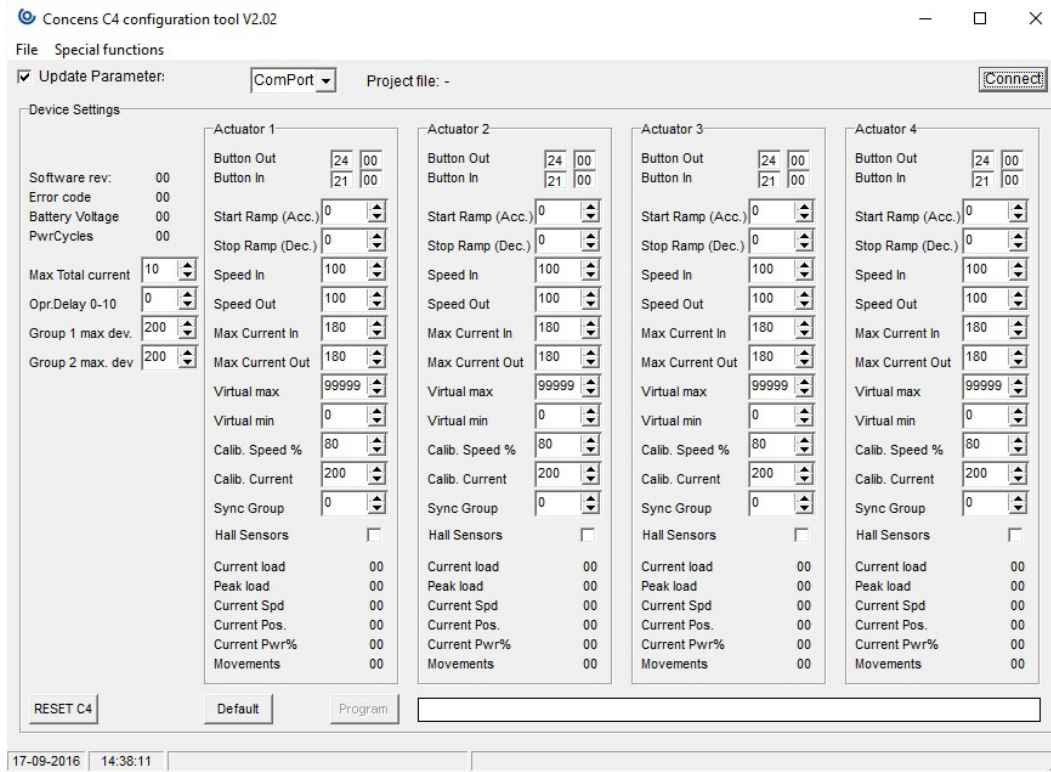 Concens C4 configuration tool V2.02
File Special functions
Update Parameter:
ComPort
Project file: -
Connect
Device Settings
Software rev: 00
Error code 00
Battery Voltage 00
PwrCycles 00
Max Total current 10
Opr.Delay 0-10 0
Group 1 max dev. 200
Group 2 max. dev 200
Actuator 1
Button Out 24 00
Button In 21 00
Start Ramp (Acc.) 0
Stop Ramp (Dec.) 0
Speed In 100
Speed Out 100
Max Current In 180
Max Current Out 180
Virtual max 99999
Virtual min 0
Calib. Speed % 80
Calib. Current 200
Sync Group 0
Hall Sensors
Current load 00
Peak load 00
Current Spd 00
Current Pos. 00
Current Pwr% 00
Movements 00
Actuator 2
Button Out 24 00
Button In 21 00
Start Ramp (Acc.) 0
Stop Ramp (Dec.) 0
Speed In 100
Speed Out 100
Max Current In 180
Max Current Out 180
Virtual max 99999
Virtual min 0
Calib. Speed % 80
Calib. Current 200
Sync Group 0
Hall Sensors
Current load 00
Peak load 00
Current Spd 00
Current Pos. 00
Current Pwr% 00
Movements 00
Actuator 3
Button Out 24 00
Button In 21 00
Start Ramp (Acc.) 0
Stop Ramp (Dec.) 0
Speed In 100
Speed Out 100
Max Current In 180
Max Current Out 180
Virtual max 99999
Virtual min 0
Calib. Speed % 80
Calib. Current 200
Sync Group 0
Hall Sensors
Current load 00
Peak load 00
Current Spd 00
Current Pos. 00
Current Pwr% 00
Movements 00
Actuator 4
Button Out 24 00
Button In 21 00
Start Ramp (Acc.) 0
Stop Ramp (Dec.) 0
Speed In 100
Speed Out 100
Max Current In 180
Max Current Out 180
Virtual max 99999
Virtual min 0
Calib. Speed % 80
Calib. Current 200
Sync Group 0
Hall Sensors
Current load 00
Peak load 00
Current Spd 00
Current Pos. 00
Current Pwr% 00
Movements 00
RESET C4
Default
Program
17-09-2016 14:38:11